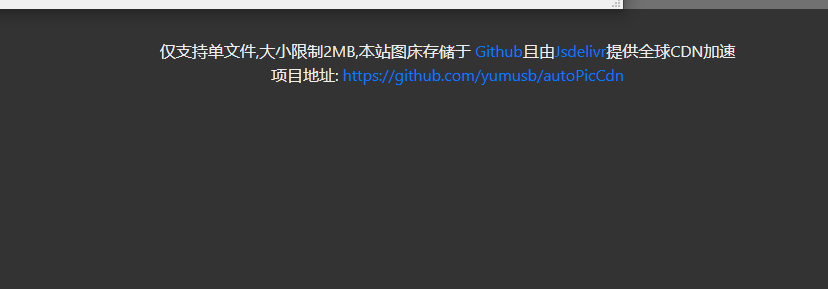 仅支持单文件,大小限制2MB,本站图床存储于 Github且由Jsdelivr提供全球CDN加速
项目地址: https://github.com/yumusb/autoPicCdn